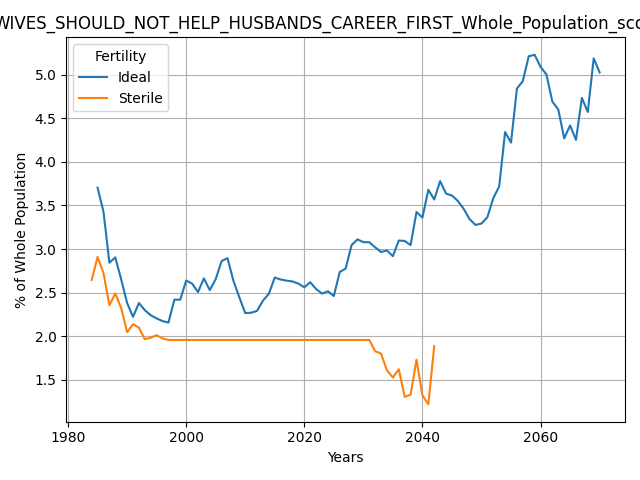 WIVES_SHOULD_NOT_HELP_HUSBANDS_CAREER_FIRST_Whole_Population_sco
Fertility
Ideal
Sterile
% of Whole Population
5.0
4.5
4.0
3.5
3.0
2.5
2.0
1.5
1980
2000
2020
2040
2060
Years